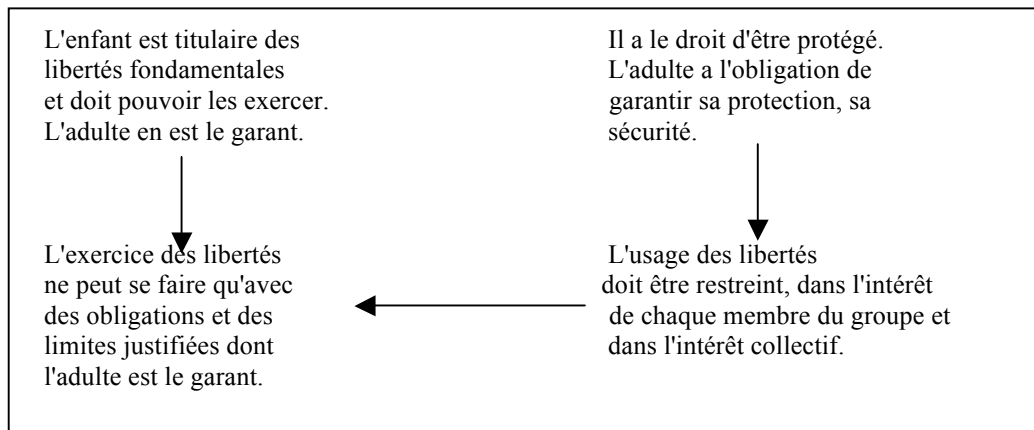 L'enfant est titulaire des
libertés fondamentales
et doit pouvoir les exercer.
L'adulte en est le garant.
Il a le droit d'être protégé.
L'adulte a l'obligation de
garantir sa protection, sa
sécurité.
L'exercice des libertés
ne peut se faire qu'avec
des obligations et des
limites justifiées dont
l'adulte est le garant.
L'usage des libertés
doit être restreint, dans l'intérêt
de chaque membre du groupe et
dans l'intérêt collectif.